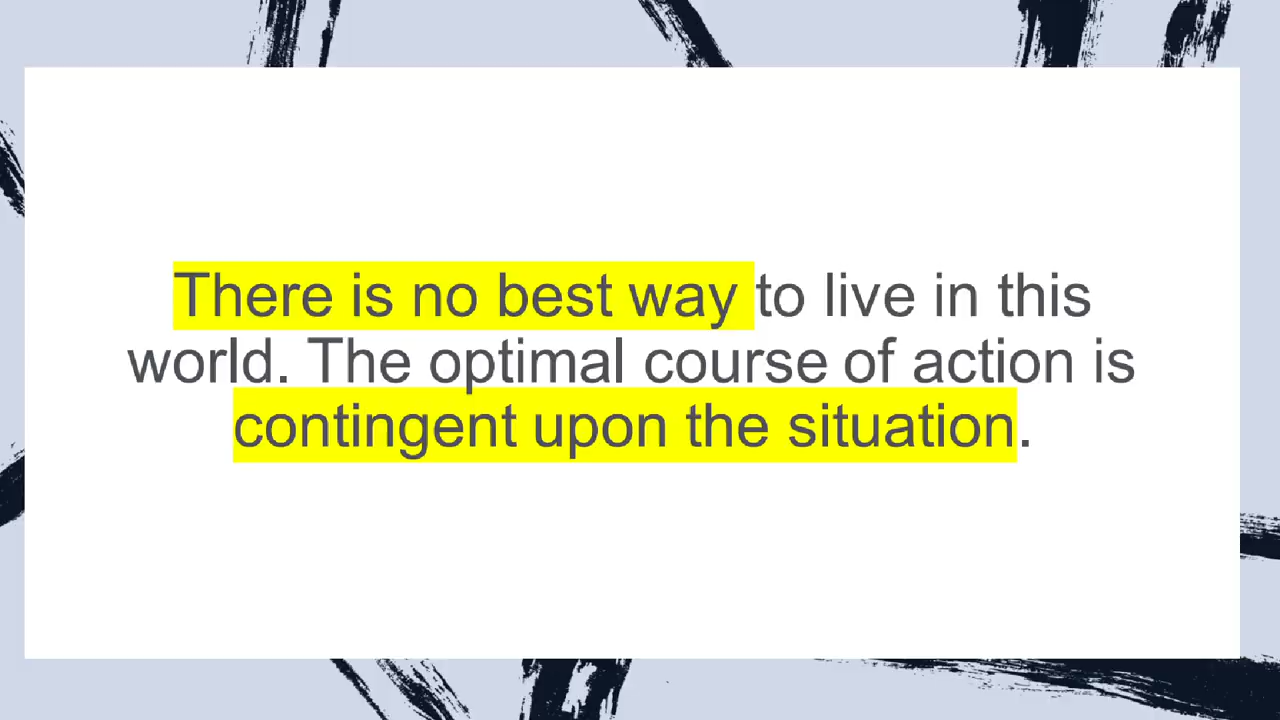 There is no best way to live in this
world. The optimal course of action is
contingent upon the situation.